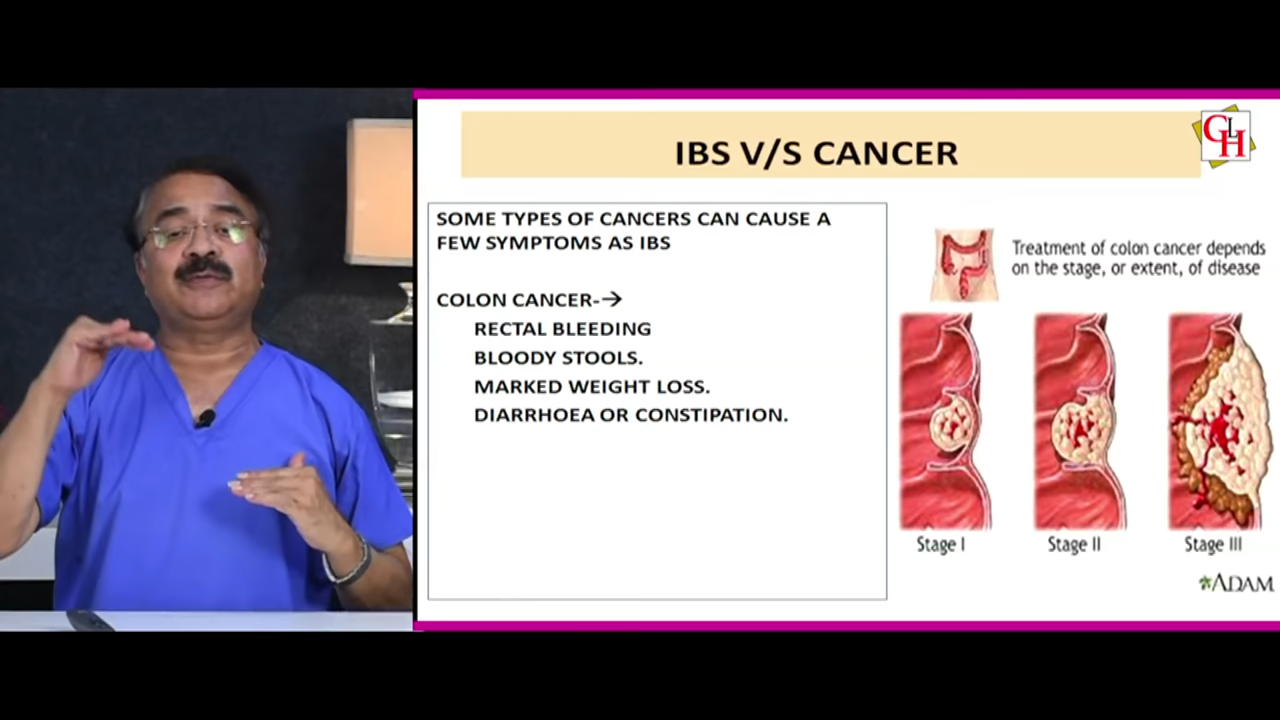 IBS V/S CANCER
GLH
SOME TYPES OF CANCERS CAN CAUSE A
FEW SYMPTOMS AS IBS
COLON CANCER-→
RECTAL BLEEDING
BLOODY STOOLS.
MARKED WEIGHT LOSS.
DIARRHOEA OR CONSTIPATION.
Treatment of colon cancer depends
on the stage, or extent, of disease
Stage I
Stage II
Stage III
ADAM